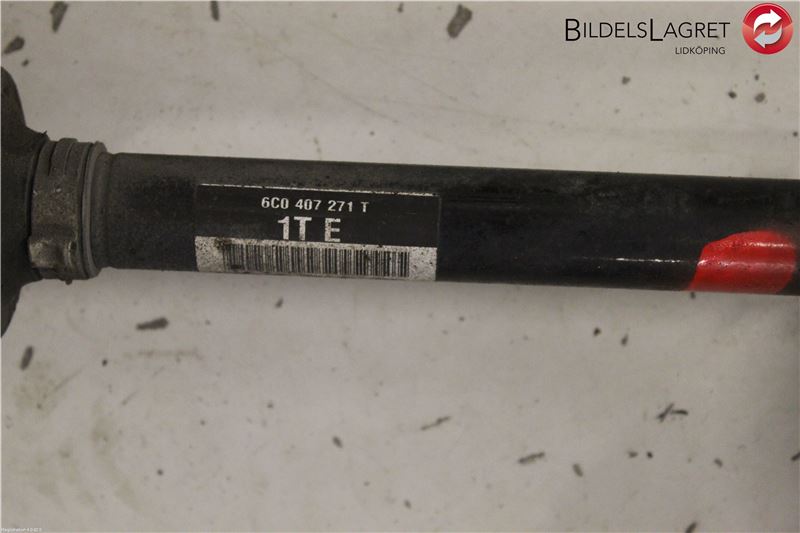 BILDELSLAGRET
LIDKÖPING
6C0 407 271 T
1T E